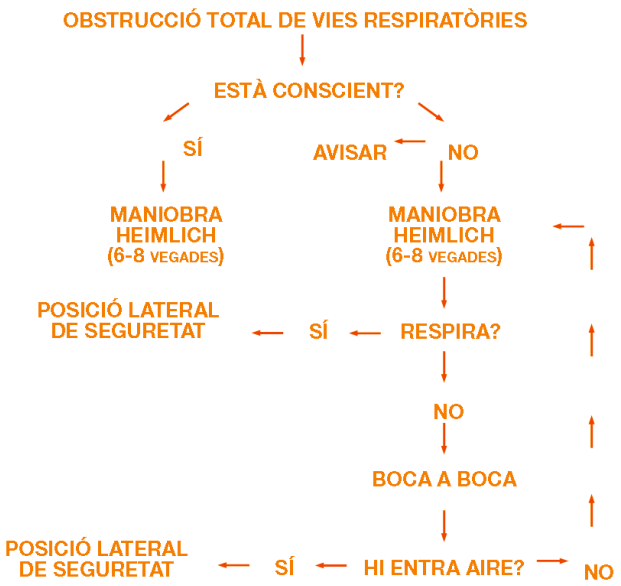 OBSTRUCCIÓ TOTAL DE VIES RESPIRATÒRIES
ESTÀ CONSCIENT?
SÍ
AVISAR
NO
MANIOBRA
HEIMLICH
(6-8 VEGADES)
MANIOBRA
HEIMLICH
(6-8 VEGADES)
POSICIÓ LATERAL
DE SEGURETAT
SÍ
RESPIRA?
NO
BOCA A BOCA
POSICIÓ LATERAL
DE SEGURETAT
SÍ
HI ENTRA AIRE?
NO